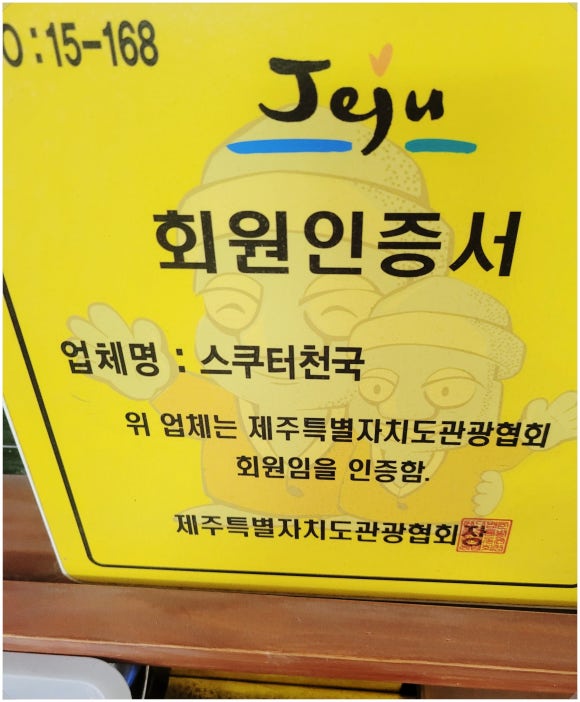 O : 15-168
Jeju
회원인증서
업체명 : 스쿠터천국
위 업체는 제주특별자치도관광협회
회원임을 인증함.
제주특별자치도관광협회장